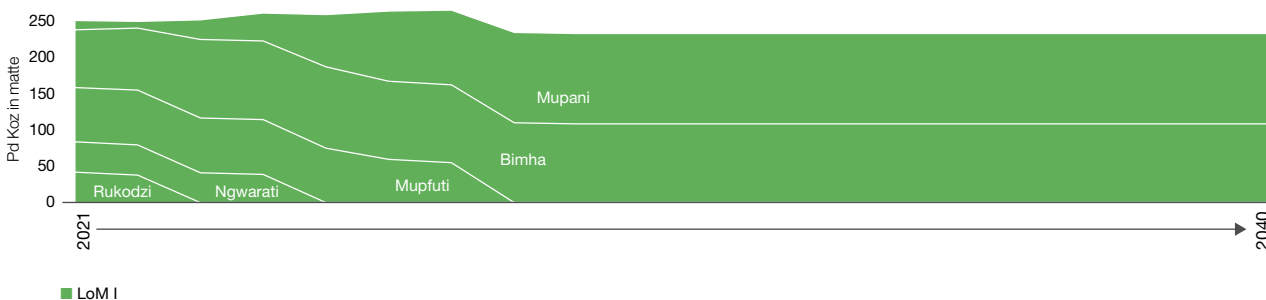 Pd Koz in matte
250
200
150
100
50
0
Mupani
Bimha
Rukodzi
Ngwarati
Mupfuti
2021
2040
LoM I